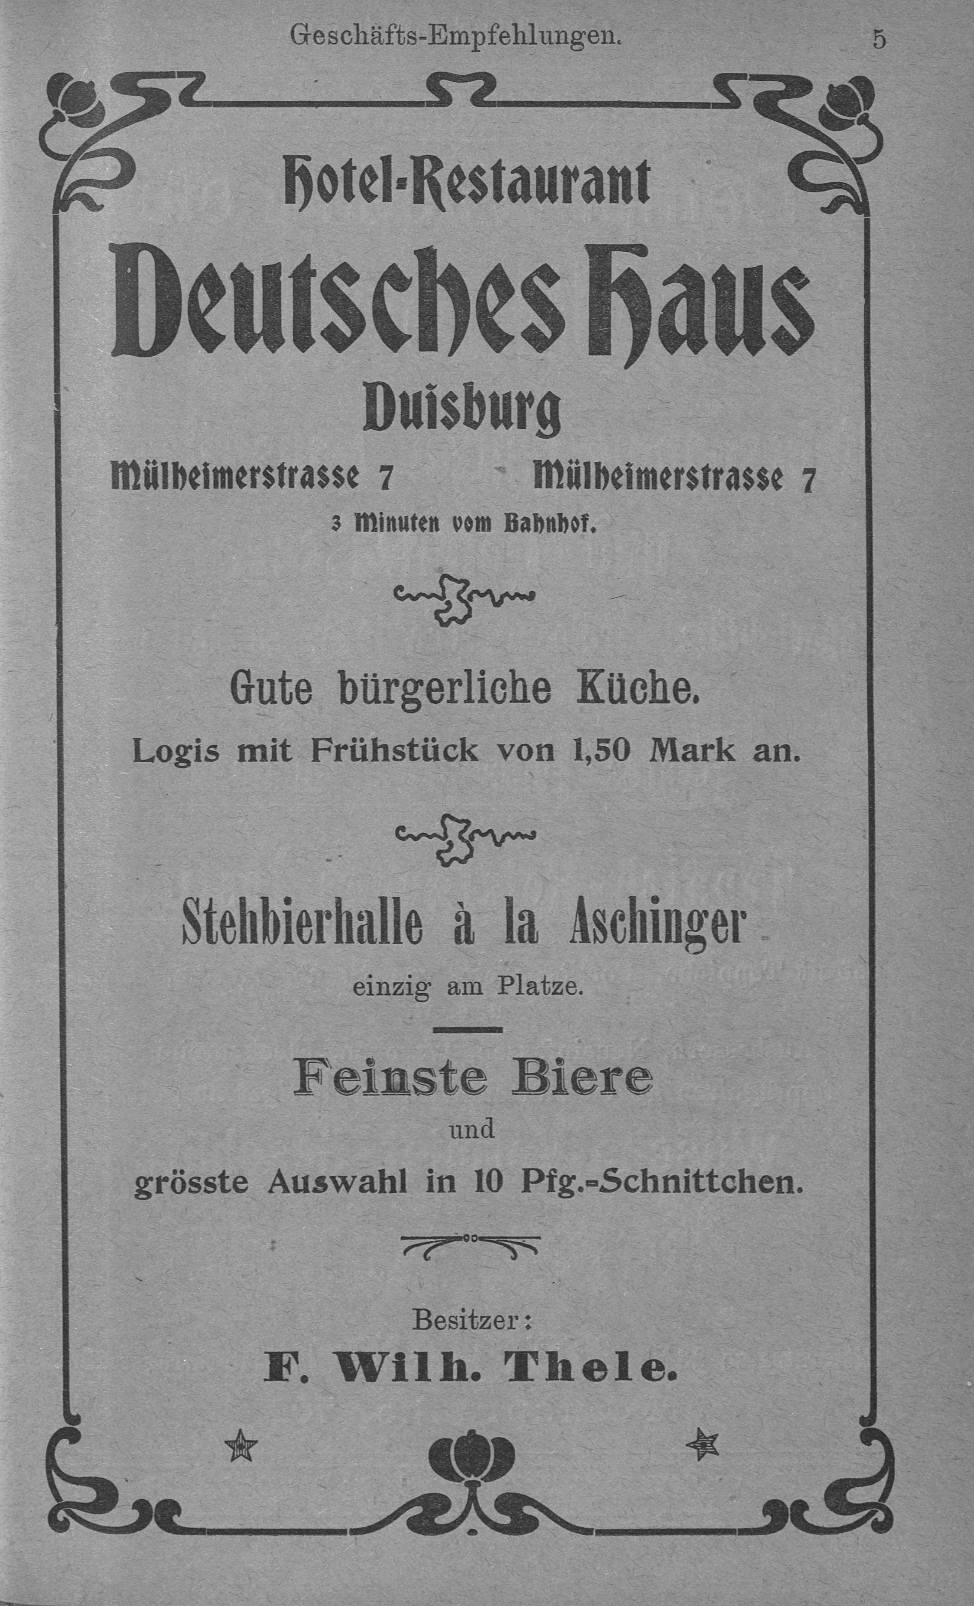 Geschäfts-Empfehlungen. 5
Hotel-Restaurant
Deutsches Haus
Duisburg
Mülheimerstrasse 7 Mülheimerstrasse 7
3 Minuten vom Bahnhof.
Gute bürgerliche Küche.
Logis mit Frühstück von 1,50 Mark an.
Stehbierhalle à la Aschinger
einzig am Platze.
Feinste Biere
und
grösste Auswahl in 10 Pfg.-Schnittchen.
Besitzer:
F. Wilh. Thele.